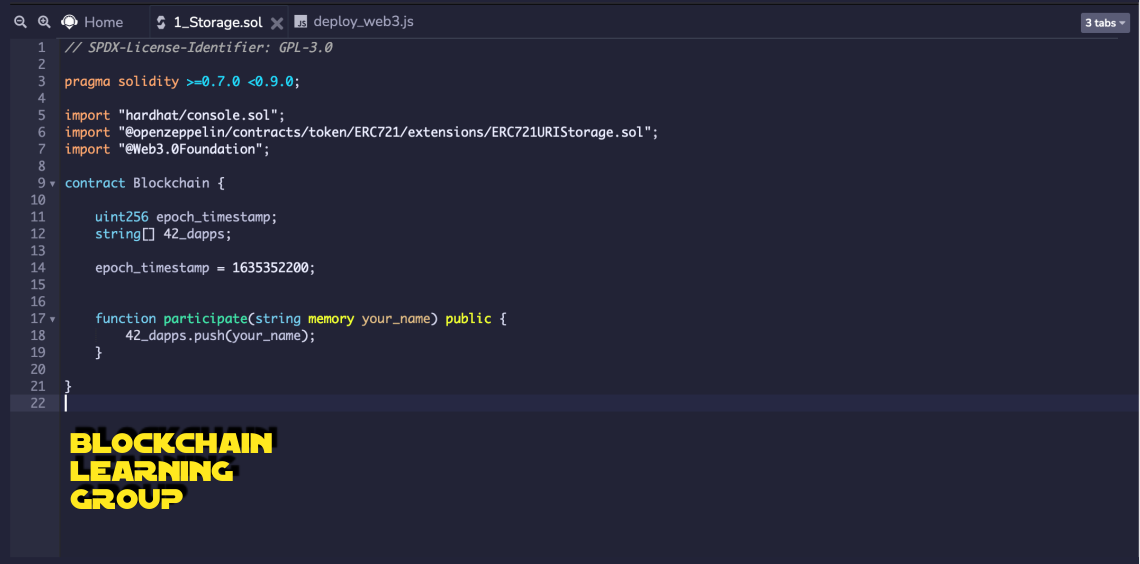 Home 1_Storage.sol deploy_web3.js 3 tabs
1 // SPDX-License-Identifier: GPL-3.0
2
3 pragma solidity >=0.7.0 <0.9.0;
4
5 import "hardhat/console.sol";
6 import "@openzeppelin/contracts/token/ERC721/extensions/ERC721URIStorage.sol";
7 import "@Web3.0Foundation";
8
9 contract Blockchain {
10
11 uint256 epoch_timestamp;
12 string[] 42_dapps;
13
14 epoch_timestamp = 1635352200;
15
16
17 function participate(string memory your_name) public {
18 42_dapps.push(your_name);
19 }
20
21 }
22
BLOCKCHAIN
LEARNING
GROUP